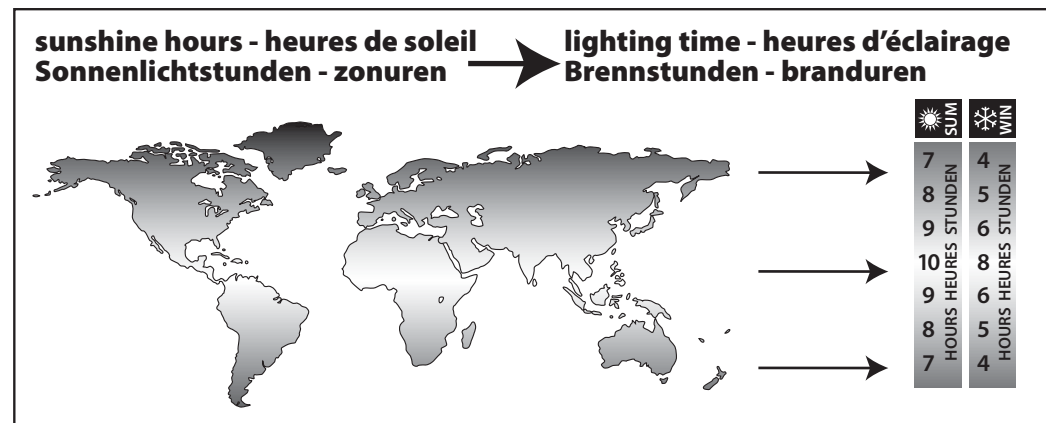 sunshine hours - heures de soleil
Sonnenlichtstunden - zonuren
lighting time - heures d’éclairage
Brennstunden - branduren
SUM
WIN
7 4
8 5
9 6
10 8
9 6
8 5
7 4
HOURS HEURES STUNDEN
HOURS HEURES STUNDEN